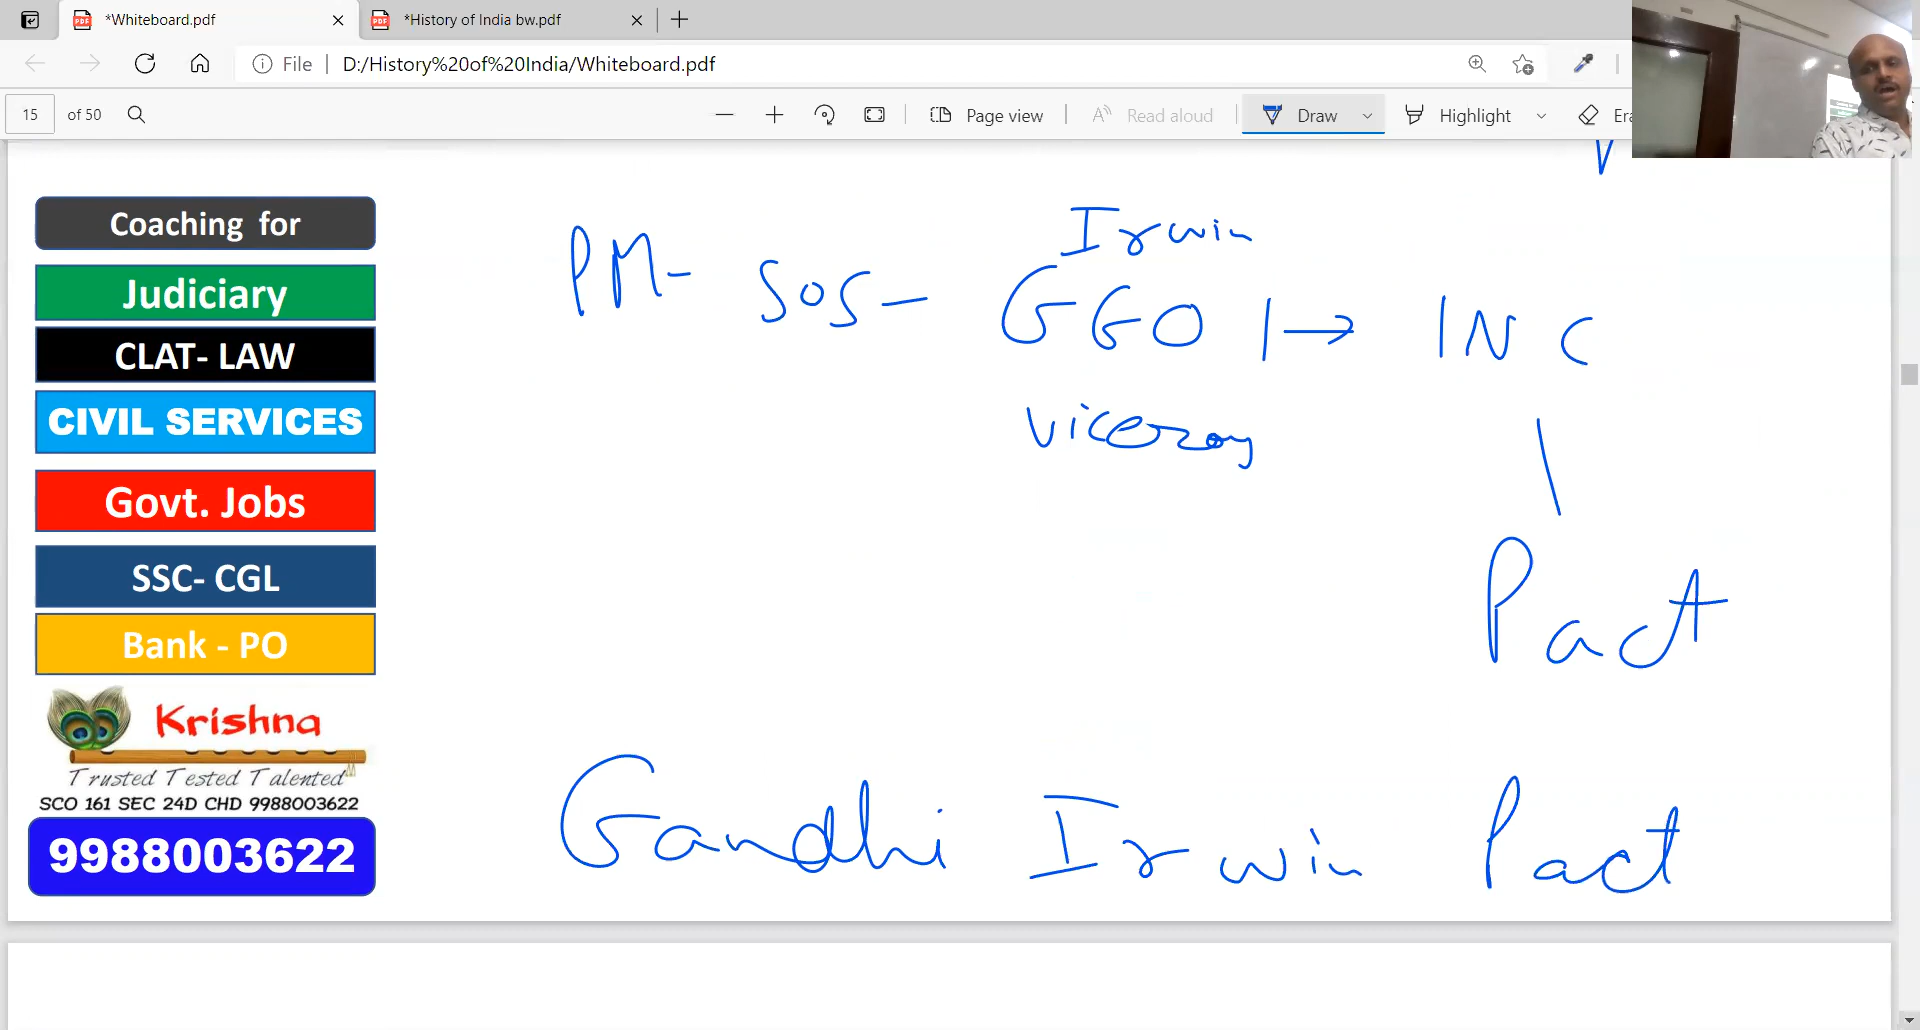 *Whiteboard.pdf
*History of India bw.pdf
File
D:/History%20of%20India/Whiteboard.pdf
15 of 50
Page view
Read aloud
Draw
Highlight
Era
Coaching for
Judiciary
CLAT- LAW
CIVIL SERVICES
Govt. Jobs
SSC- CGL
Bank - PO
Krishna
Trusted Tested Talented
SCO 161 SEC 24D CHD 9988003622
9988003622
Irwin
PM- SOS - GGO I → INC
Viceroy
Pact
Gandhi Irwin Pact